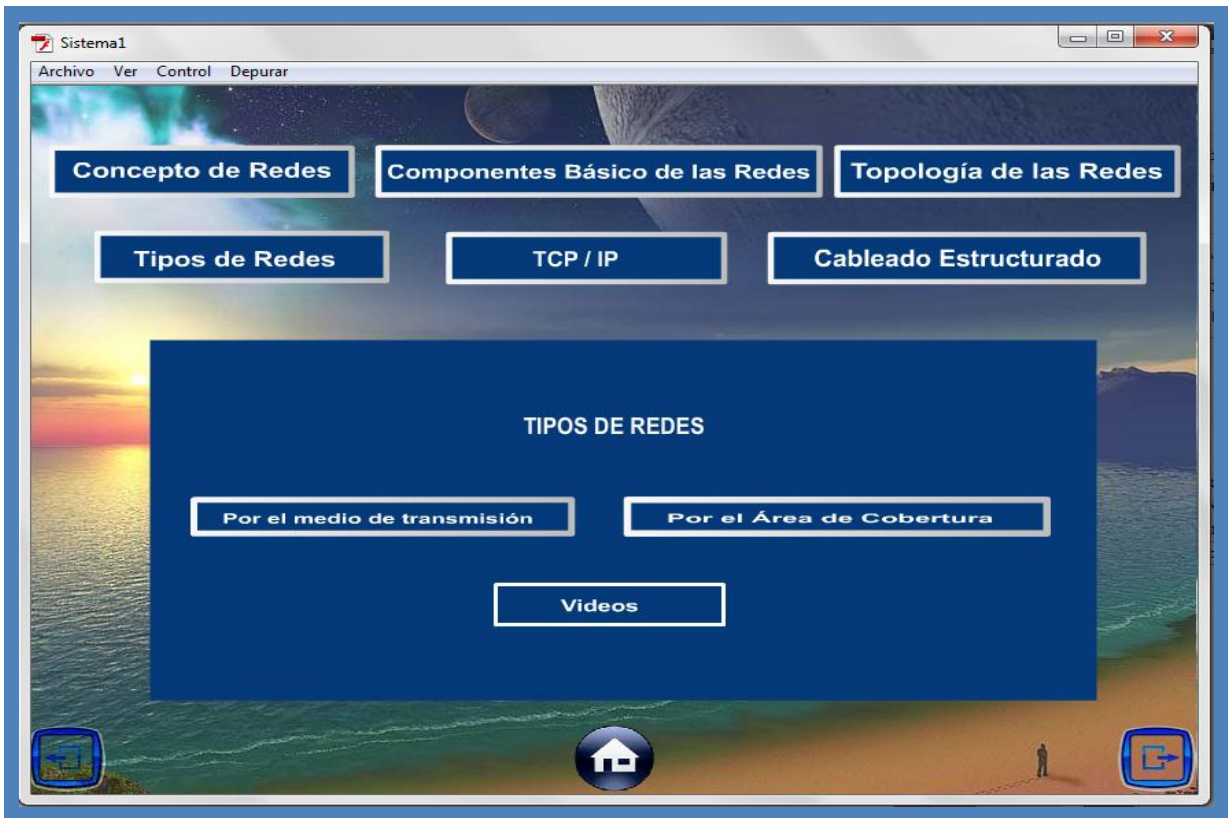 Sistema1
Archivo Ver Control Depurar
Concepto de Redes
Componentes Básico de las Redes
Topología de las Redes
Tipos de Redes
TCP / IP
Cableado Estructurado
TIPOS DE REDES
Por el medio de transmisión
Por el Área de Cobertura
Videos